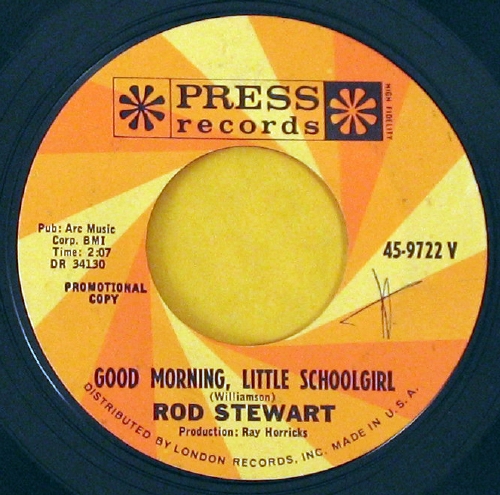 PRESS
records
HIGH FIDELITY
Pub: Arc Music
Corp. BMI
Time: 2:07
DR 34130
PROMOTIONAL
COPY
45-9722 V
GOOD MORNING, LITTLE SCHOOLGIRL
(Williamson)
ROD STEWART
Production: Ray Horricks
DISTRIBUTED BY LONDON RECORDS, INC. MADE IN U.S.A.